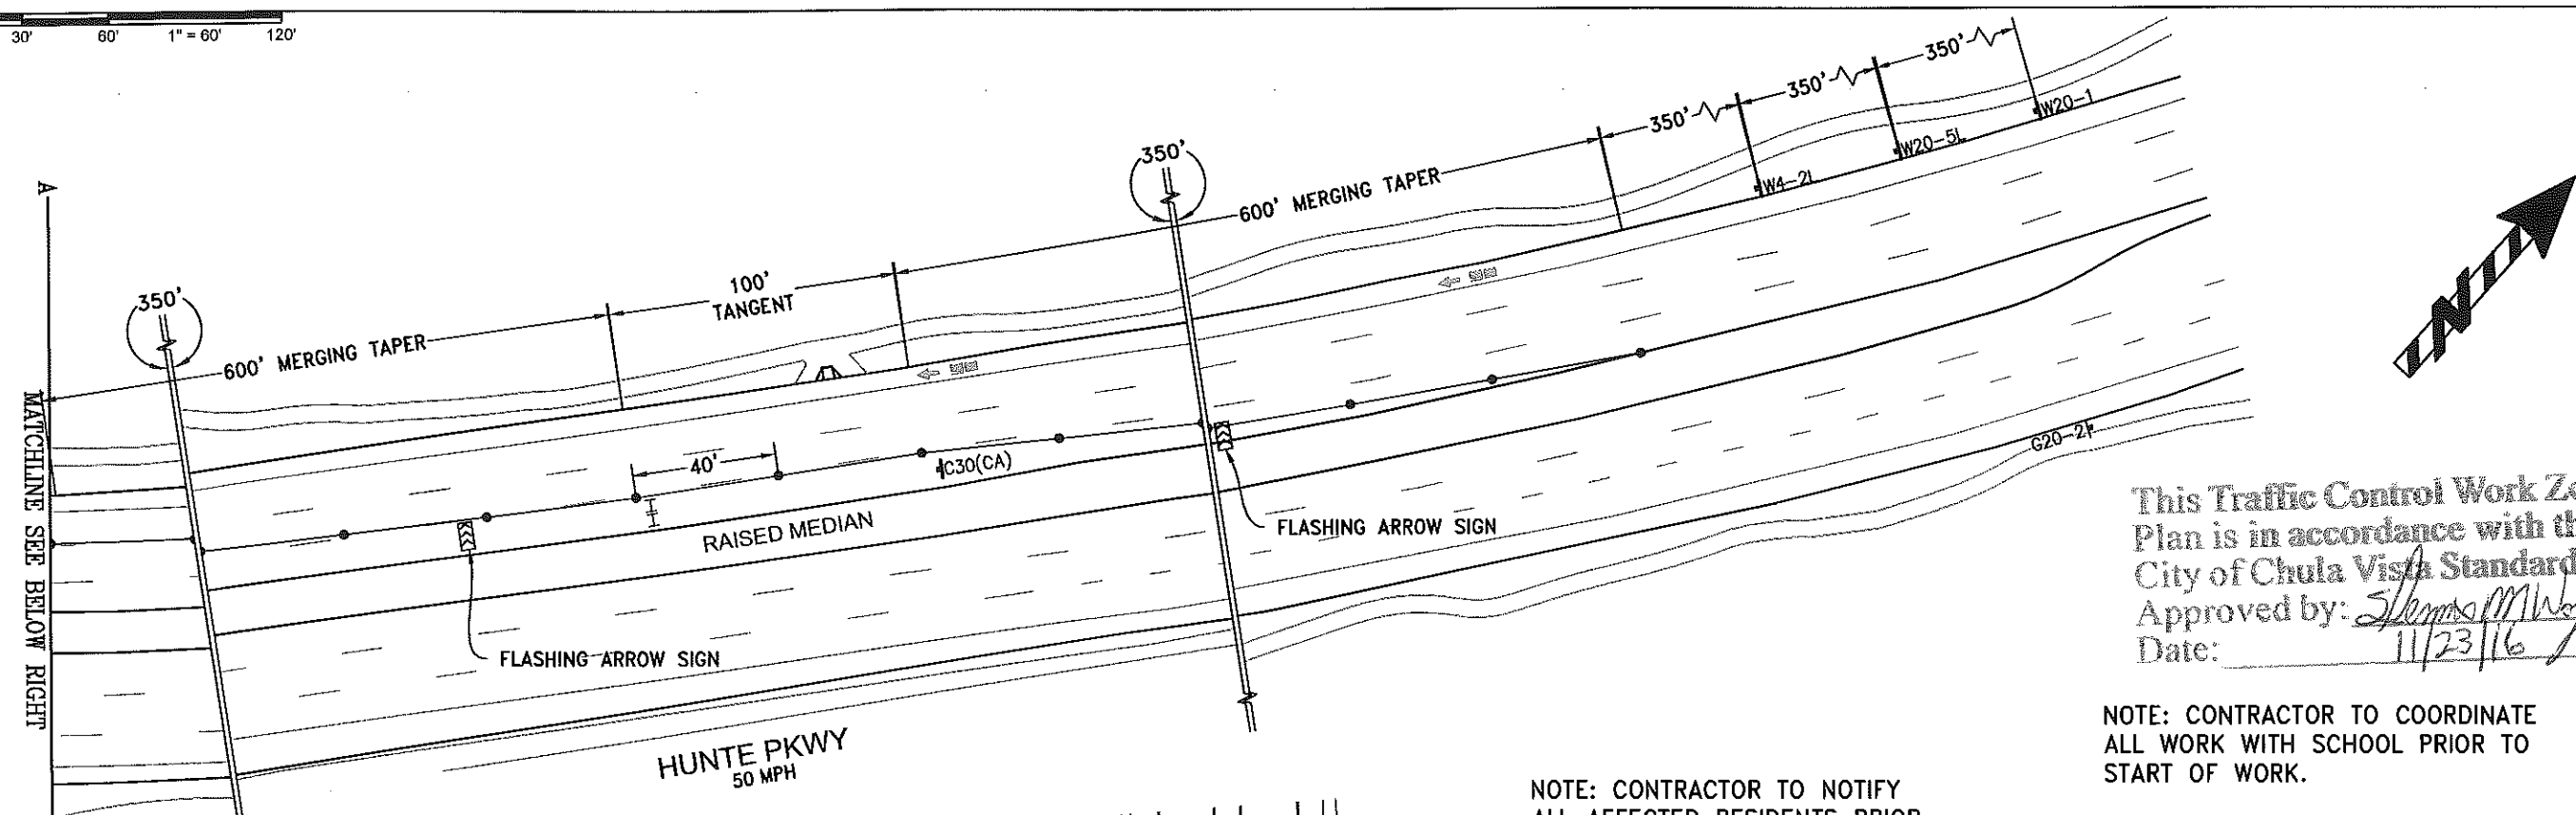 30' 60' 1" = 60' 120'
350'
350'
350'
W20-1
W20-5L
W4-2L
350'
600' MERGING TAPER
100'
TANGENT
350'
600' MERGING TAPER
A
MATCHLINE SEE BELOW RIGHT
40'
C30(CA)
RAISED MEDIAN
FLASHING ARROW SIGN
FLASHING ARROW SIGN
G20-2
HUNTE PKWY
50 MPH
N
This Traffic Control Work
Plan is in accordance with
City of Chula Vista Standard
Approved by:
Date: 11/23/16
NOTE: CONTRACTOR TO COORDINATE
ALL WORK WITH SCHOOL PRIOR TO
START OF WORK.
NOTE: CONTRACTOR TO NOTIFY
ALL AFFECTED RESIDENTS PRIOR